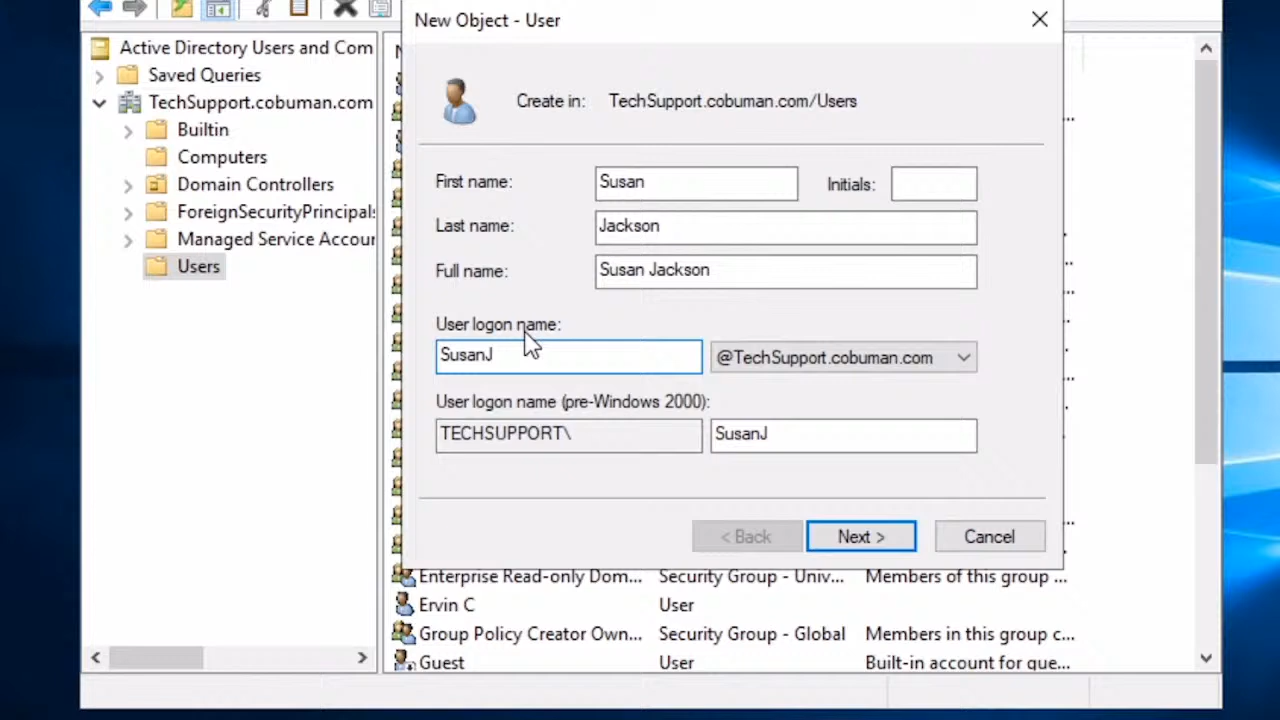 New Object - User
Active Directory Users and Com
Saved Queries
TechSupport.cobuman.com
Builtin
Computers
Domain Controllers
ForeignSecurityPrincipals
Managed Service Accour
Users
Create in: TechSupport.cobuman.com/Users
First name: Susan Initials:
Last name: Jackson
Full name: Susan Jackson
User logon name:
SusanJ @TechSupport.cobuman.com
User logon name (pre-Windows 2000):
TECHSUPPORT\ SusanJ
< Back Next > Cancel
Enterprise Read-only Dom... Security Group - Univ... Members of this group ...
Ervin C User
Group Policy Creator Own... Security Group - Global Members in this group c...
Guest User Built-in account for gue...